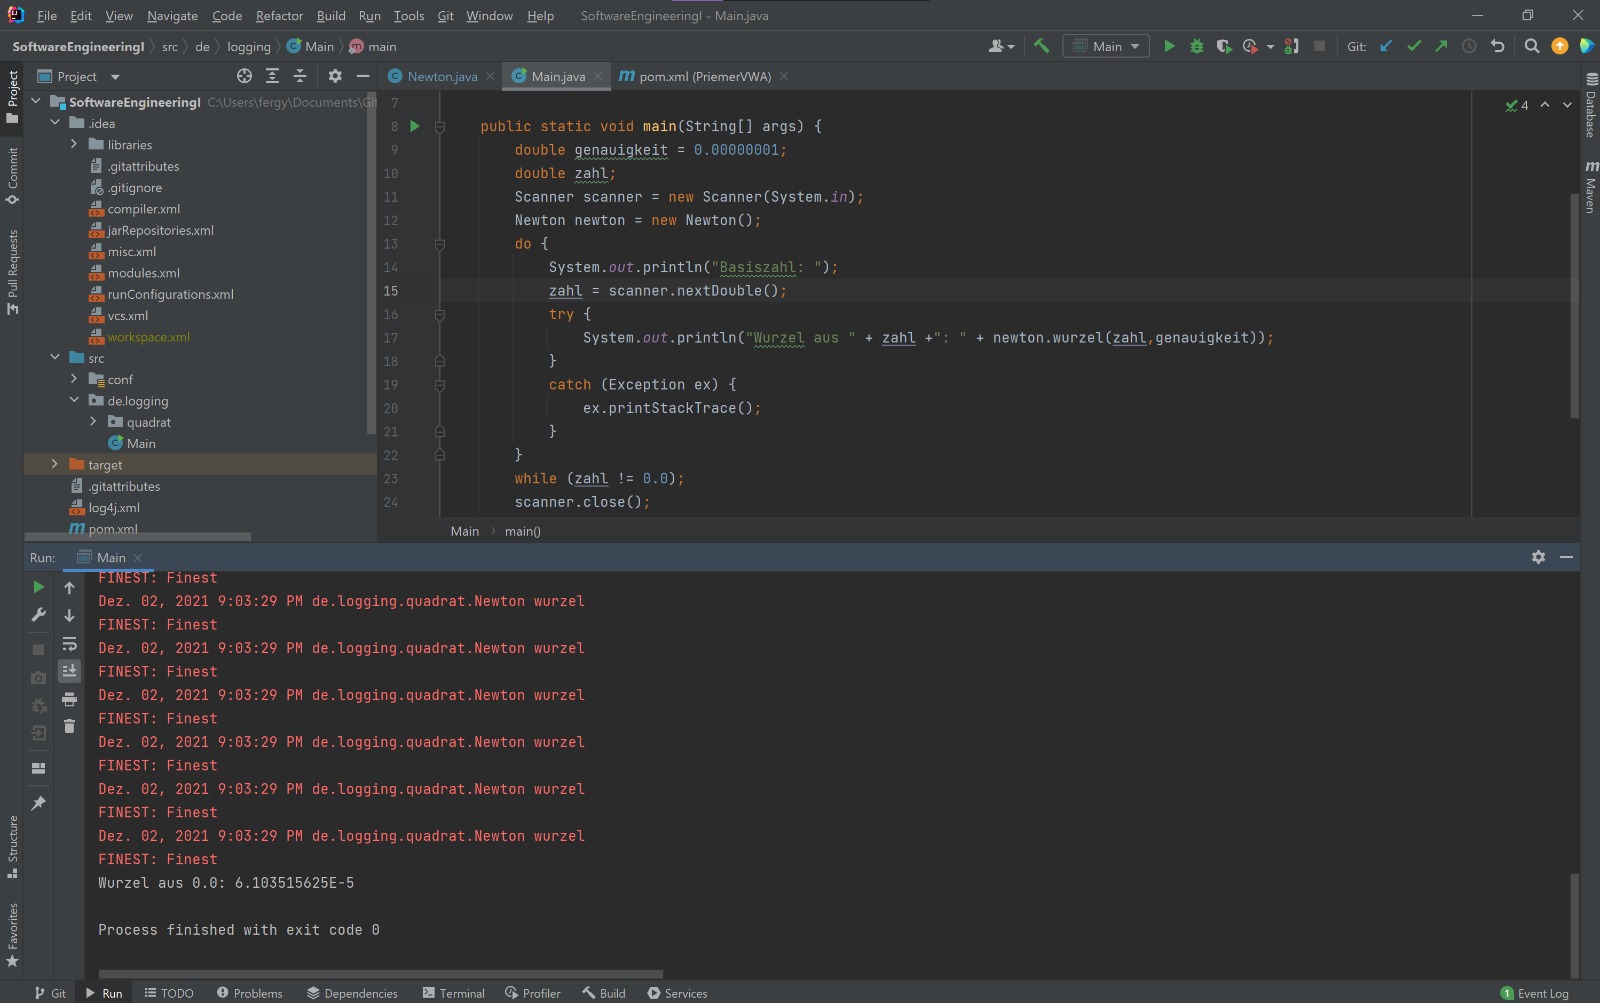 File Edit View Navigate Code Refactor Build Run Tools Git Window Help SoftwareEngineeringI - Main.java
SoftwareEngineeringI src de logging Main main Main Git:
Project Newton.java Main.java pom.xml (PriemerVWA)
Project
Commit
Pull Requests
Structure
Favorites
SoftwareEngineeringI C:\Users\fergy\Documents\Git
.idea
libraries
.gitattributes
.gitignore
compiler.xml
jarRepositories.xml
misc.xml
modules.xml
runConfigurations.xml
vcs.xml
workspace.xml
src
conf
de.logging
quadrat
Main
target
.gitattributes
log4j.xml
pom.xml
7
8 public static void main(String[] args) {
9 double genauigkeit = 0.00000001;
10 double zahl;
11 Scanner scanner = new Scanner(System.in);
12 Newton newton = new Newton();
13 do {
14 System.out.println("Basiszahl: ");
15 zahl = scanner.nextDouble();
16 try {
17 System.out.println("Wurzel aus " + zahl +": " + newton.wurzel(zahl,genauigkeit));
18 }
19 catch (Exception ex) {
20 ex.printStackTrace();
21 }
22 }
23 while (zahl != 0.0);
24 scanner.close();
4
Database
Maven
Main main()
Run: Main
FINEST: Finest
Dez. 02, 2021 9:03:29 PM de.logging.quadrat.Newton wurzel
FINEST: Finest
Dez. 02, 2021 9:03:29 PM de.logging.quadrat.Newton wurzel
FINEST: Finest
Dez. 02, 2021 9:03:29 PM de.logging.quadrat.Newton wurzel
FINEST: Finest
Dez. 02, 2021 9:03:29 PM de.logging.quadrat.Newton wurzel
FINEST: Finest
Dez. 02, 2021 9:03:29 PM de.logging.quadrat.Newton wurzel
FINEST: Finest
Dez. 02, 2021 9:03:29 PM de.logging.quadrat.Newton wurzel
FINEST: Finest
Wurzel aus 0.0: 6.103515625E-5
Process finished with exit code 0
Git Run TODO Problems Dependencies Terminal Profiler Build Services 1 Event Log